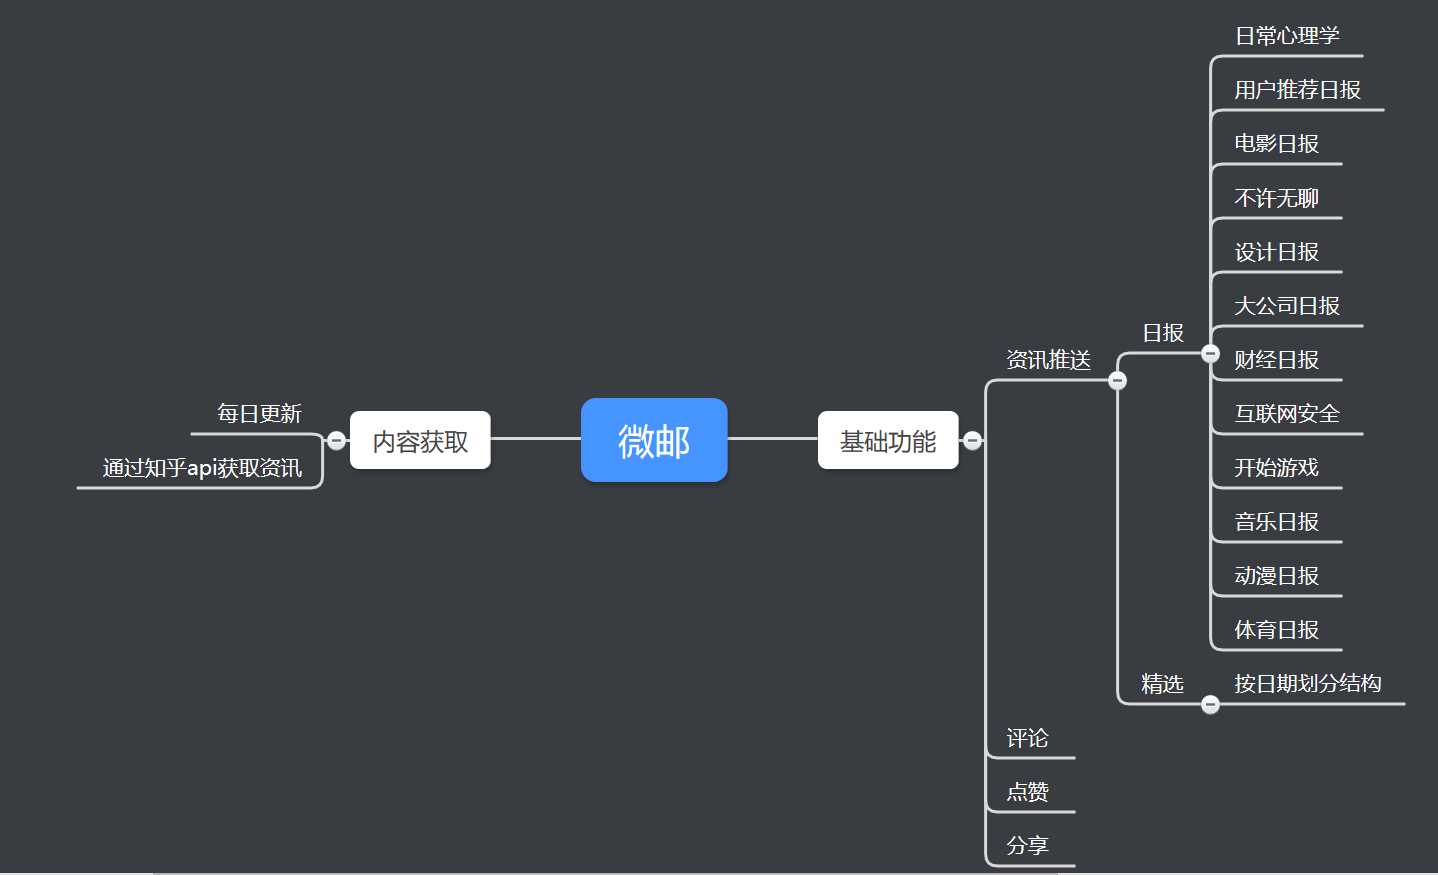 微邮
内容获取
每日更新
通过知乎api获取资讯
基础功能
资讯推送
日报
日常心理学
用户推荐日报
电影日报
不许无聊
设计日报
大公司日报
财经日报
互联网安全
开始游戏
音乐日报
动漫日报
体育日报
精选
按日期划分结构
评论
点赞
分享